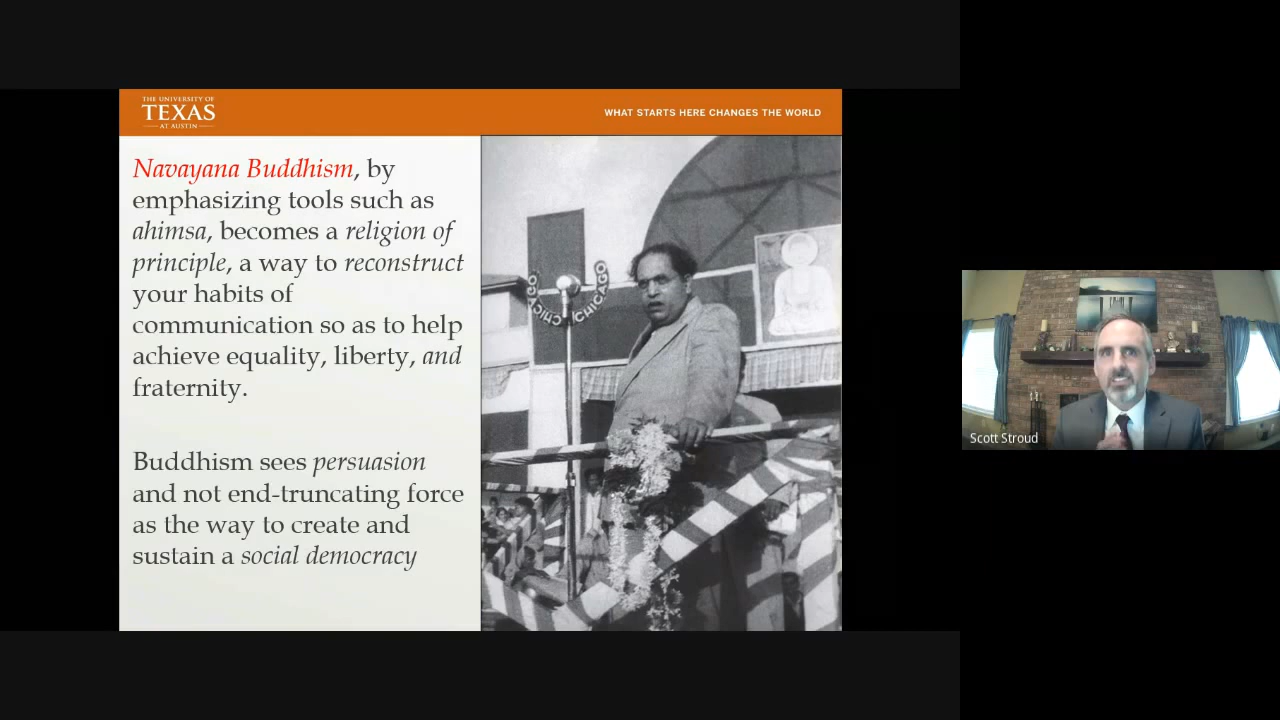 THE UNIVERSITY OF
TEXAS
AT AUSTIN
WHAT STARTS HERE CHANGES THE WORLD
Navayana Buddhism, by
emphasizing tools such as
ahimsa, becomes a religion of
principle, a way to reconstruct
your habits of
communication so as to help
achieve equality, liberty, and
fraternity.
Buddhism sees persuasion
and not end-truncating force
as the way to create and
sustain a social democracy
CHICAGO
CHICAGO
Scott Stroud